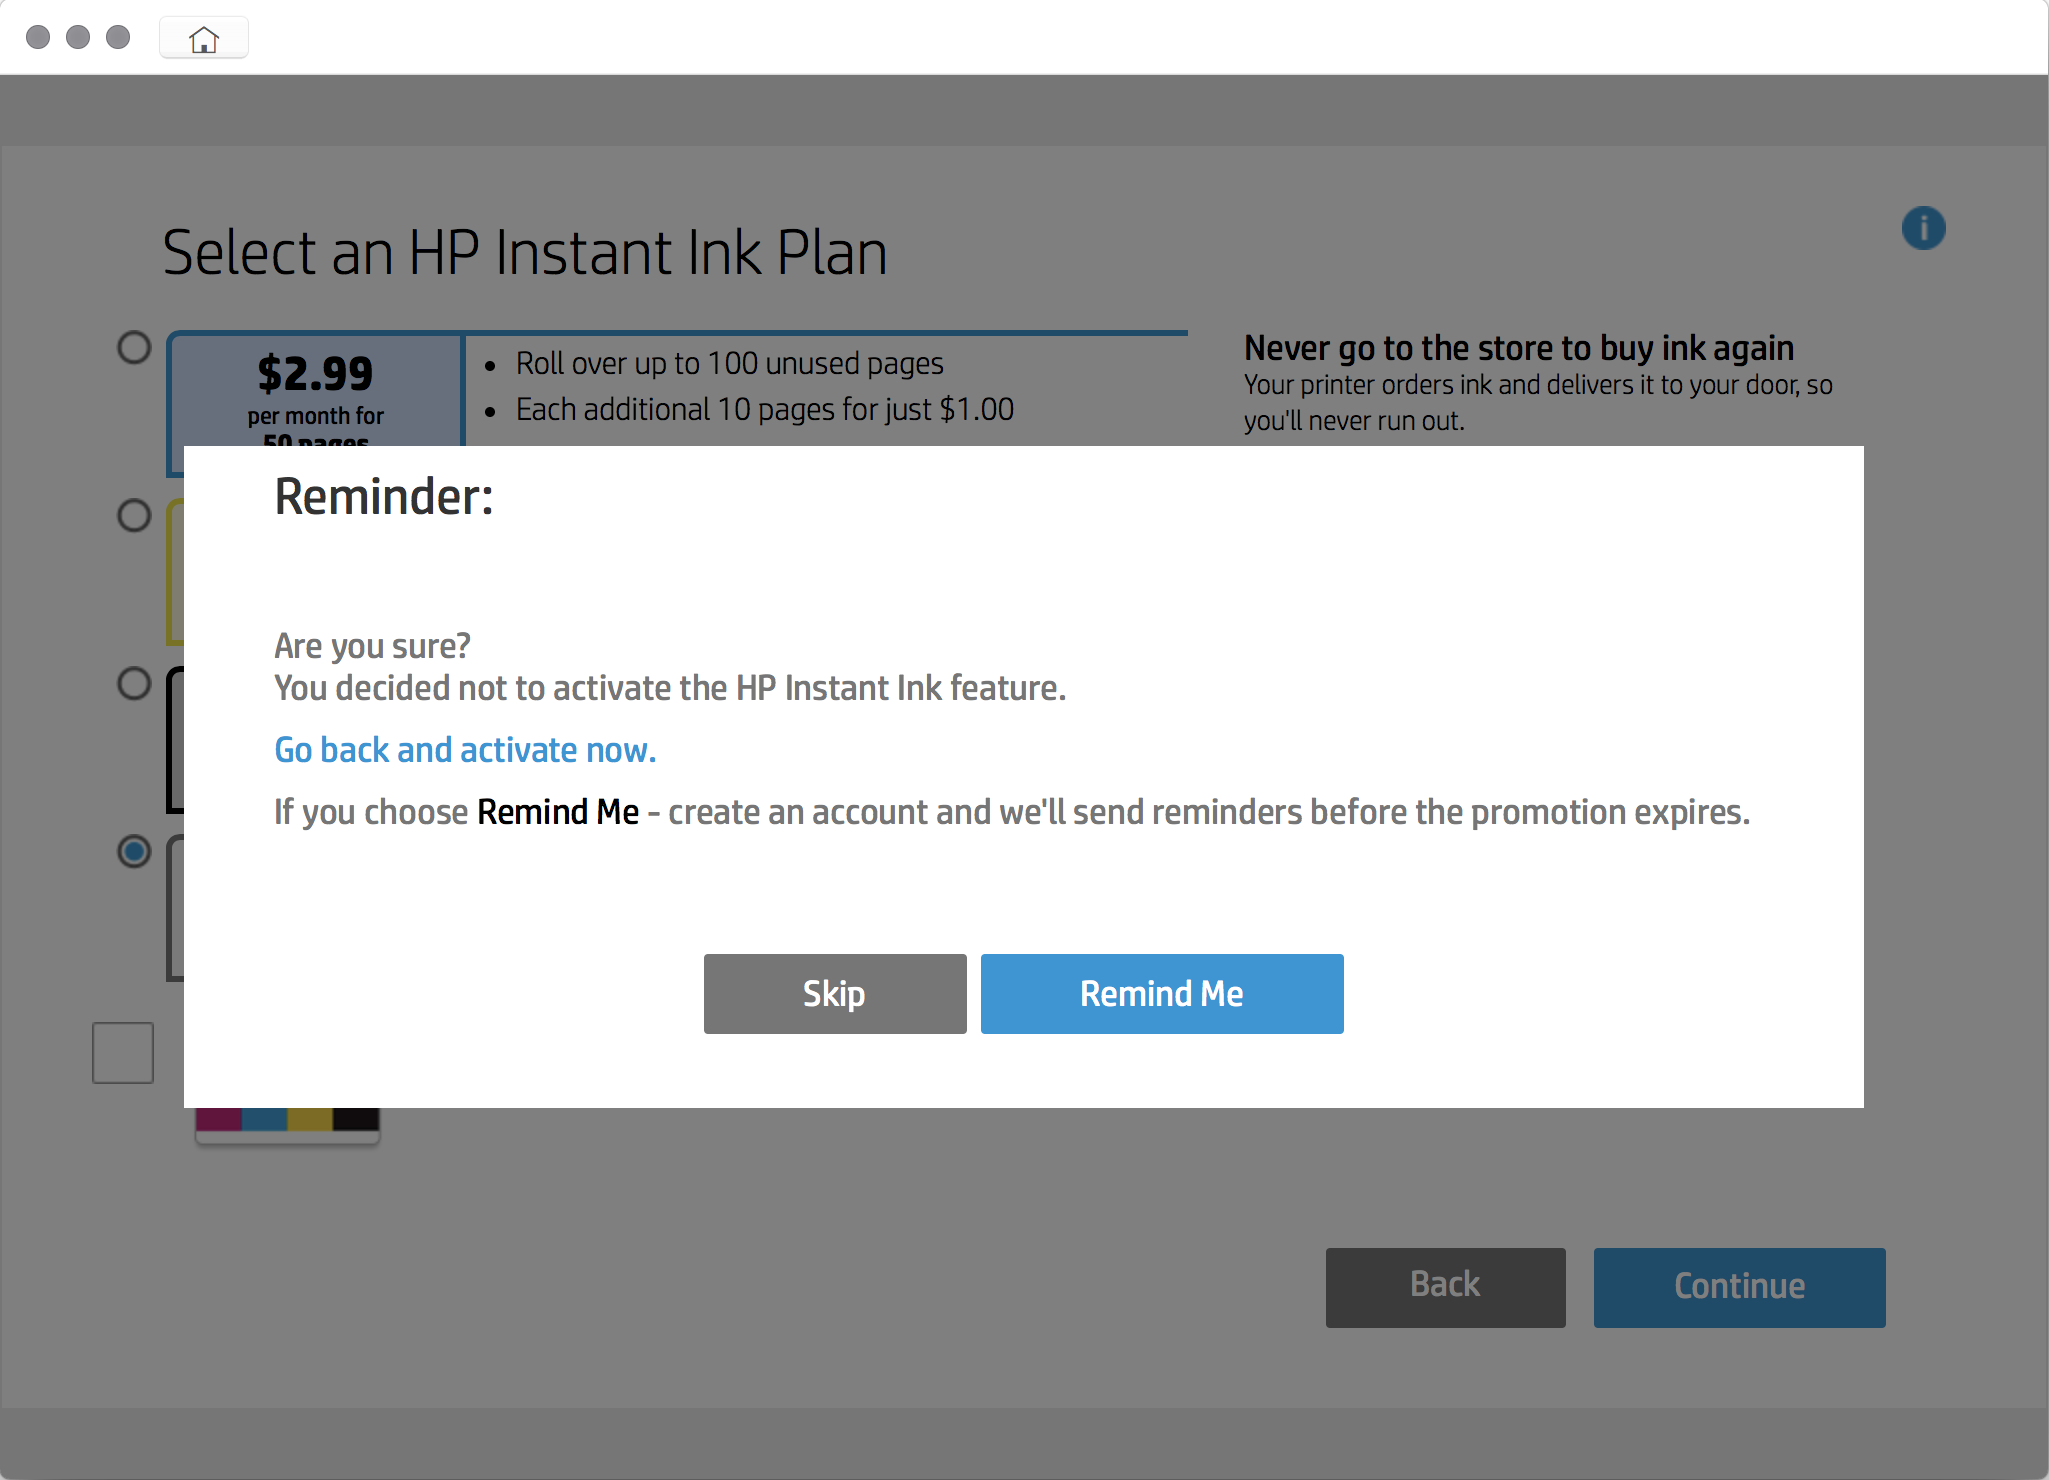 Select an HP Instant Ink Plan
i
$2.99
per month for
50 pages
• Roll over up to 100 unused pages
• Each additional 10 pages for just $1.00
Never go to the store to buy ink again
Your printer orders ink and delivers it to your door, so
you'll never run out.
Reminder:
Are you sure?
You decided not to activate the HP Instant Ink feature.
Go back and activate now.
If you choose Remind Me - create an account and we'll send reminders before the promotion expires.
Skip
Remind Me
Back
Continue